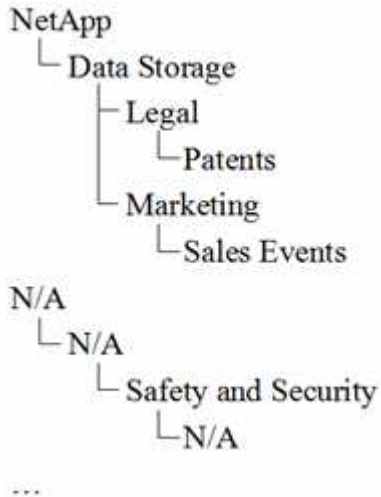 NetApp
Data Storage
Legal
Patents
Marketing
Sales Events
N/A
N/A
Safety and Security
N/A
...